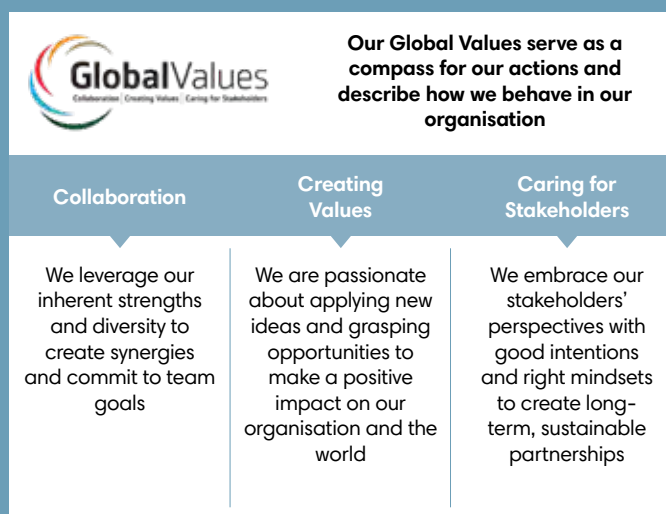 GlobalValues
Collaboration | Creating Values | Caring for Stakeholders
Our Global Values serve as a
compass for our actions and
describe how we behave in our
organisation
Collaboration
We leverage our
inherent strengths
and diversity to
create synergies
and commit to team
goals
Creating
Values
We are passionate
about applying new
ideas and grasping
opportunities to
make a positive
impact on our
organisation and the
world
Caring for
Stakeholders
We embrace our
stakeholders’
perspectives with
good intentions
and right mindsets
to create long-
term, sustainable
partnerships